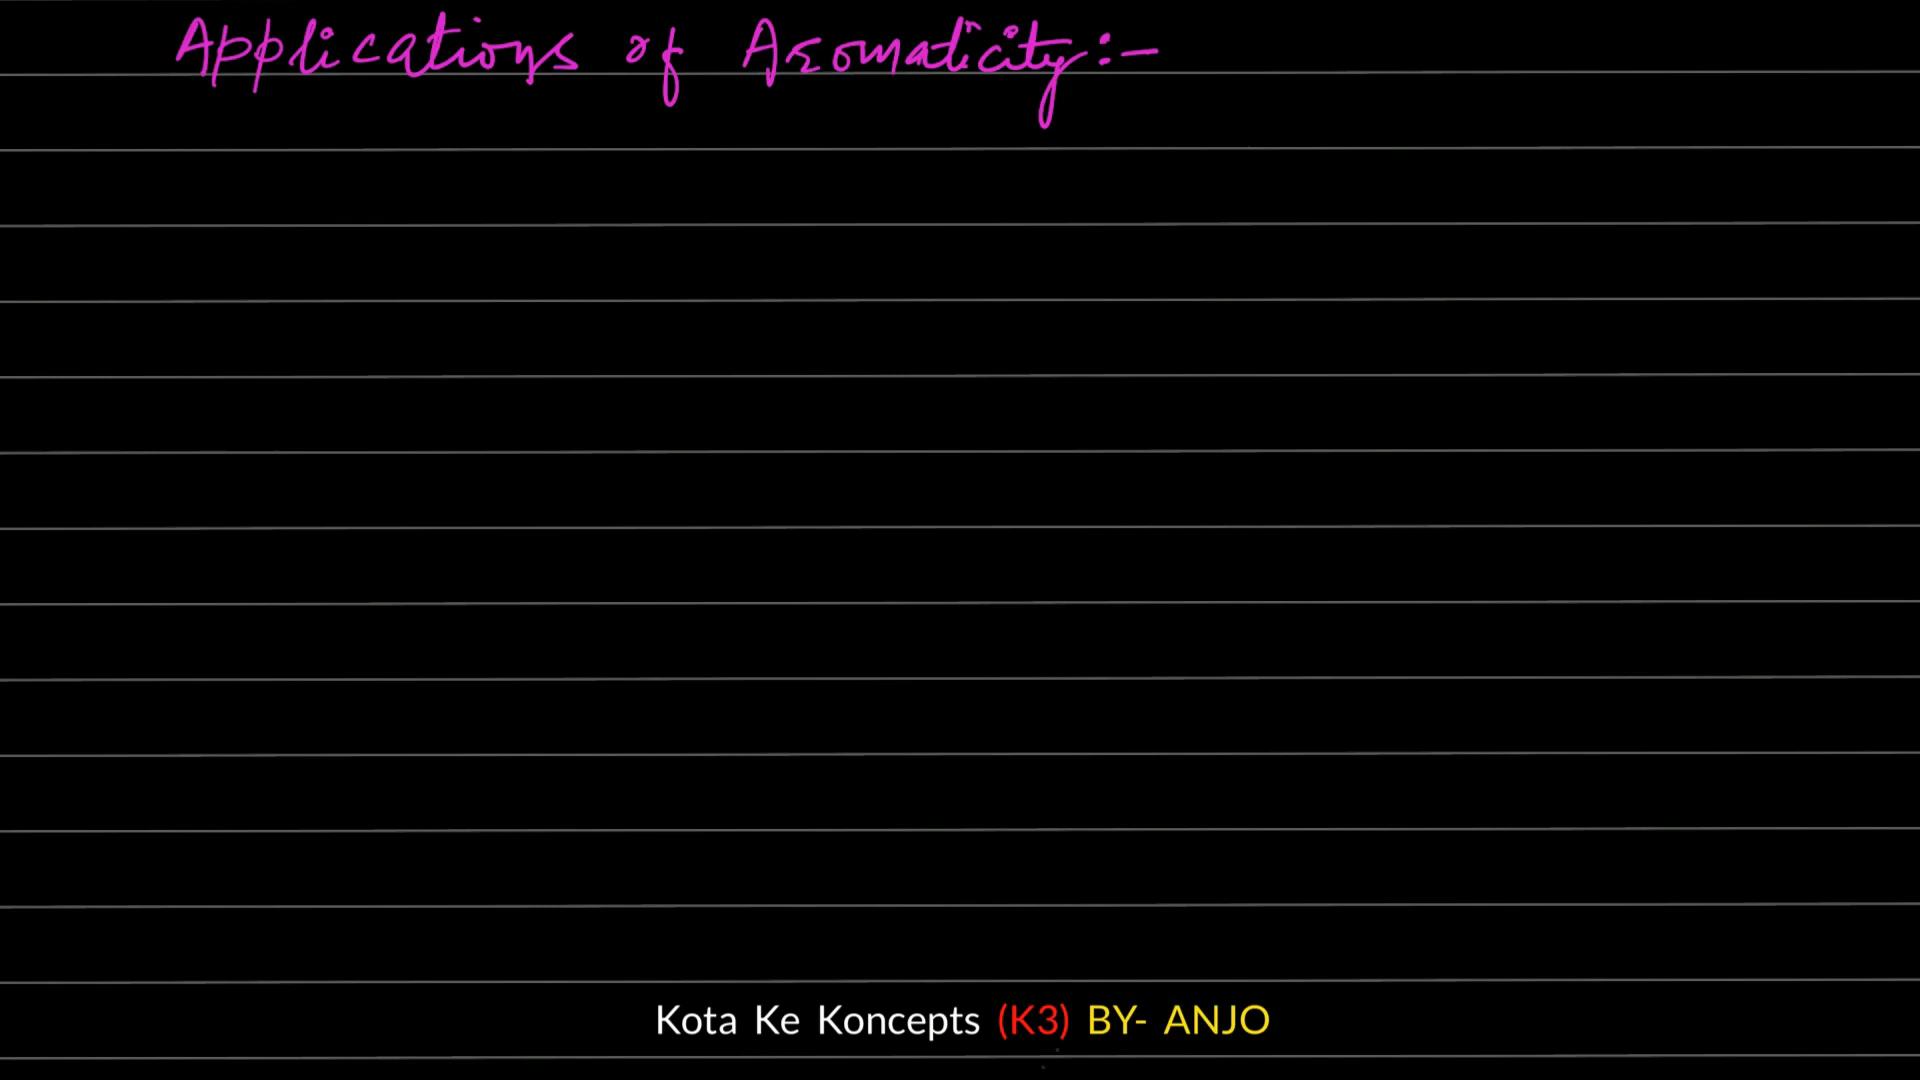 Applications of Aromaticity:-
Kota Ke Koncepts (K3) BY- ANJO